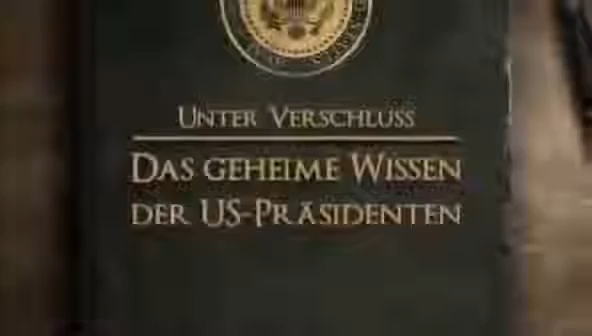 Unter Verschluss
Das geheime Wissen
der US-Präsidenten